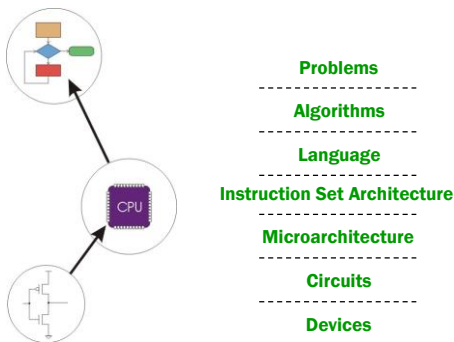 CPU
Problems
Algorithms
Language
Instruction Set Architecture
Microarchitecture
Circuits
Devices